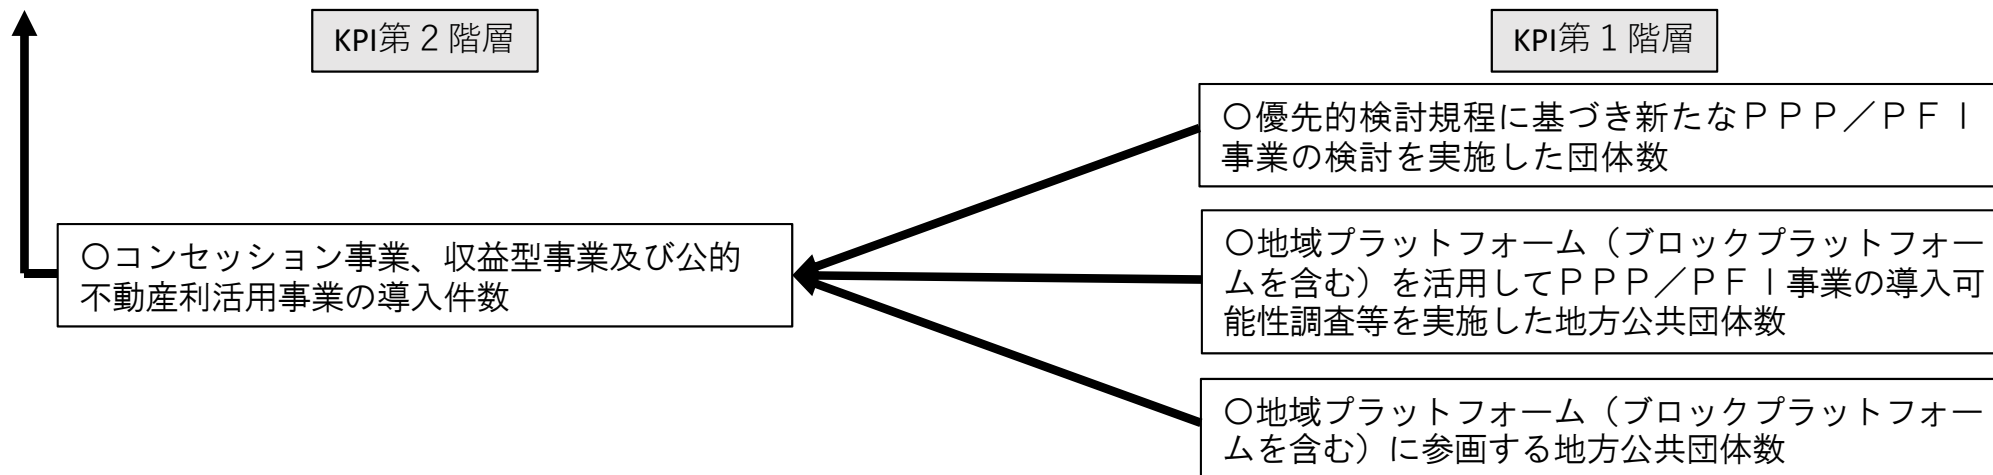 KPI第２階層
KPI第１階層
〇優先的検討規程に基づき新たなＰＰＰ／ＰＦＩ
事業の検討を実施した団体数
〇コンセッション事業、収益型事業及び公的
不動産利活用事業の導入件数
〇地域プラットフォーム（ブロックプラットフォー
ムを含む）を活用してＰＰＰ／ＰＦＩ事業の導入可
能性調査等を実施した地方公共団体数
〇地域プラットフォーム（ブロックプラットフォー
ムを含む）に参画する地方公共団体数